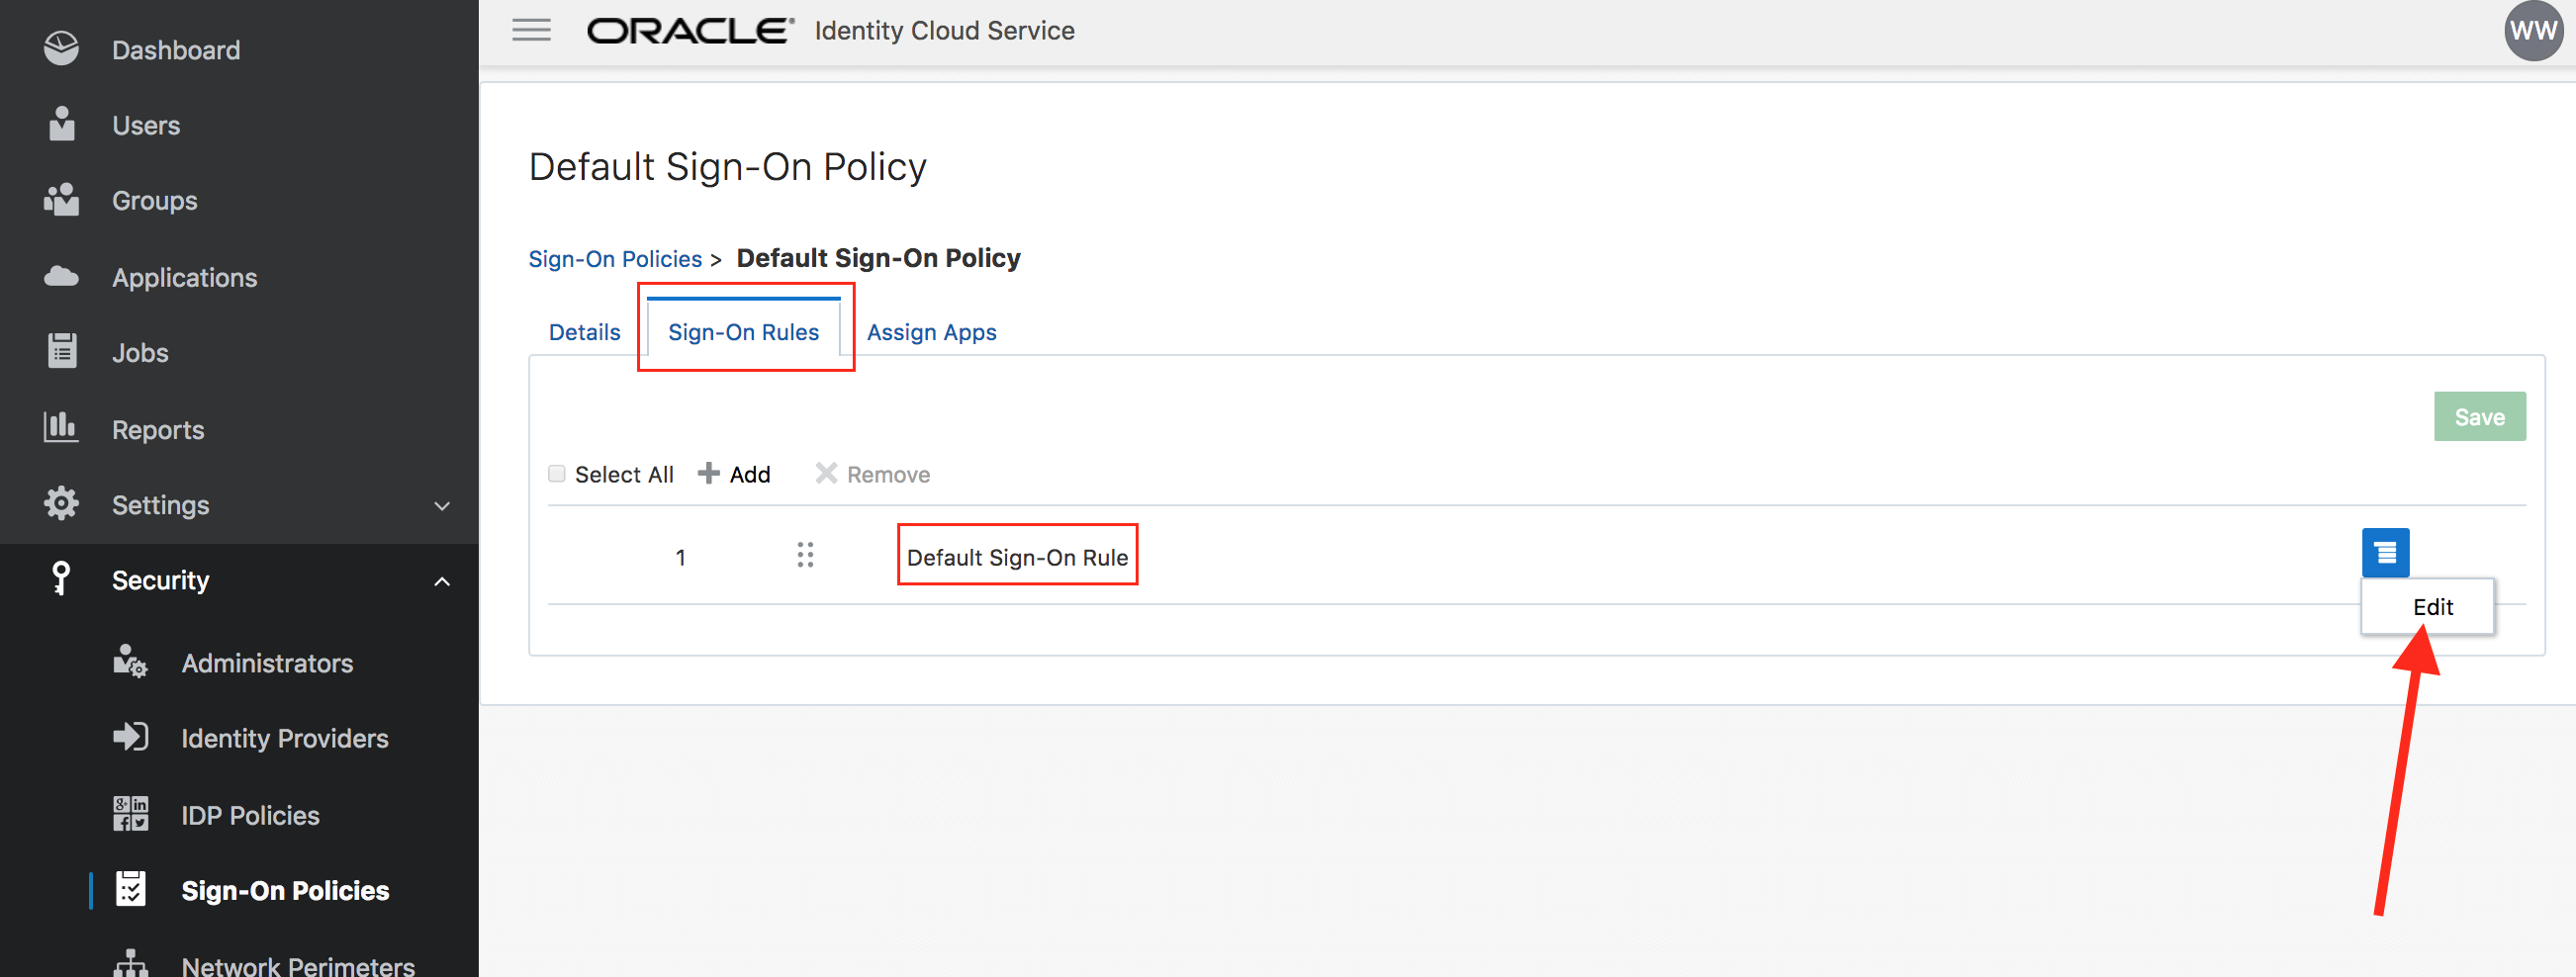 Dashboard
Users
Groups
Applications
Jobs
Reports
Settings
Security
Administrators
Identity Providers
IDP Policies
Sign-On Policies
Network Perimeters
ORACLE® Identity Cloud Service
WW
Default Sign-On Policy
Sign-On Policies > Default Sign-On Policy
Details Sign-On Rules Assign Apps
Save
Select All Add Remove
1 Default Sign-On Rule
Edit